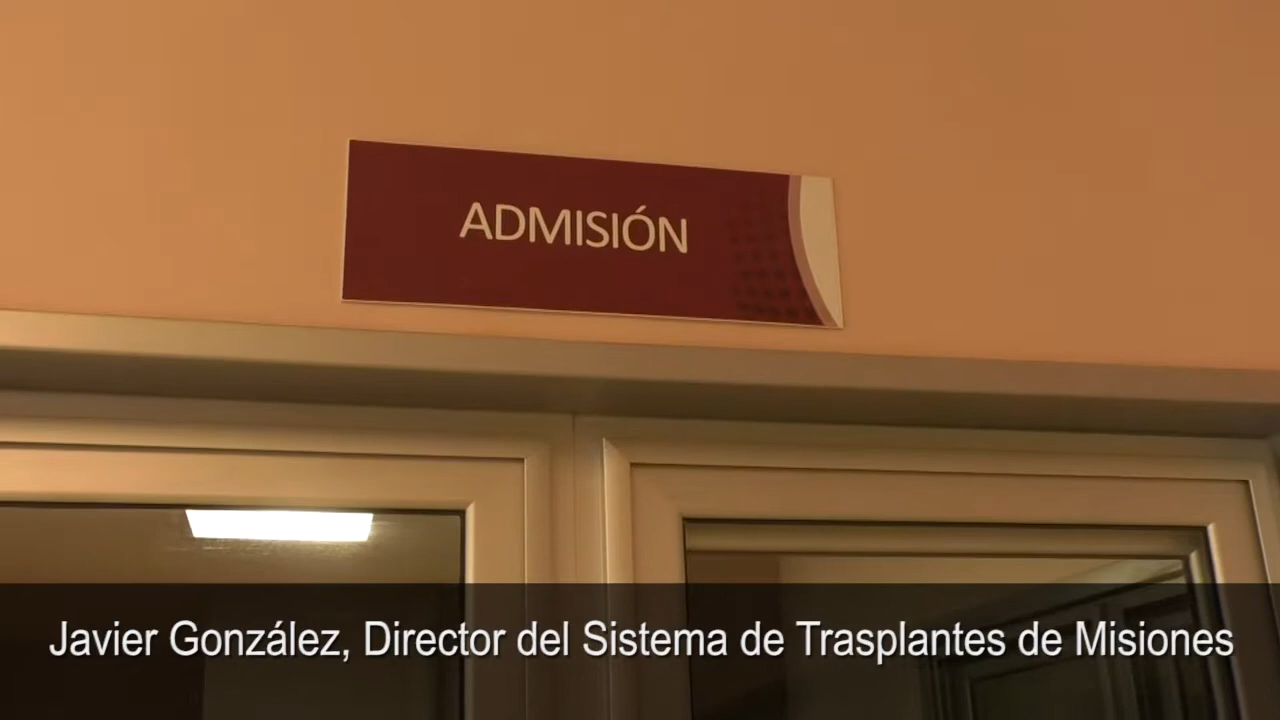 ADMISIÓN
Javier González, Director del Sistema de Trasplantes de Misiones